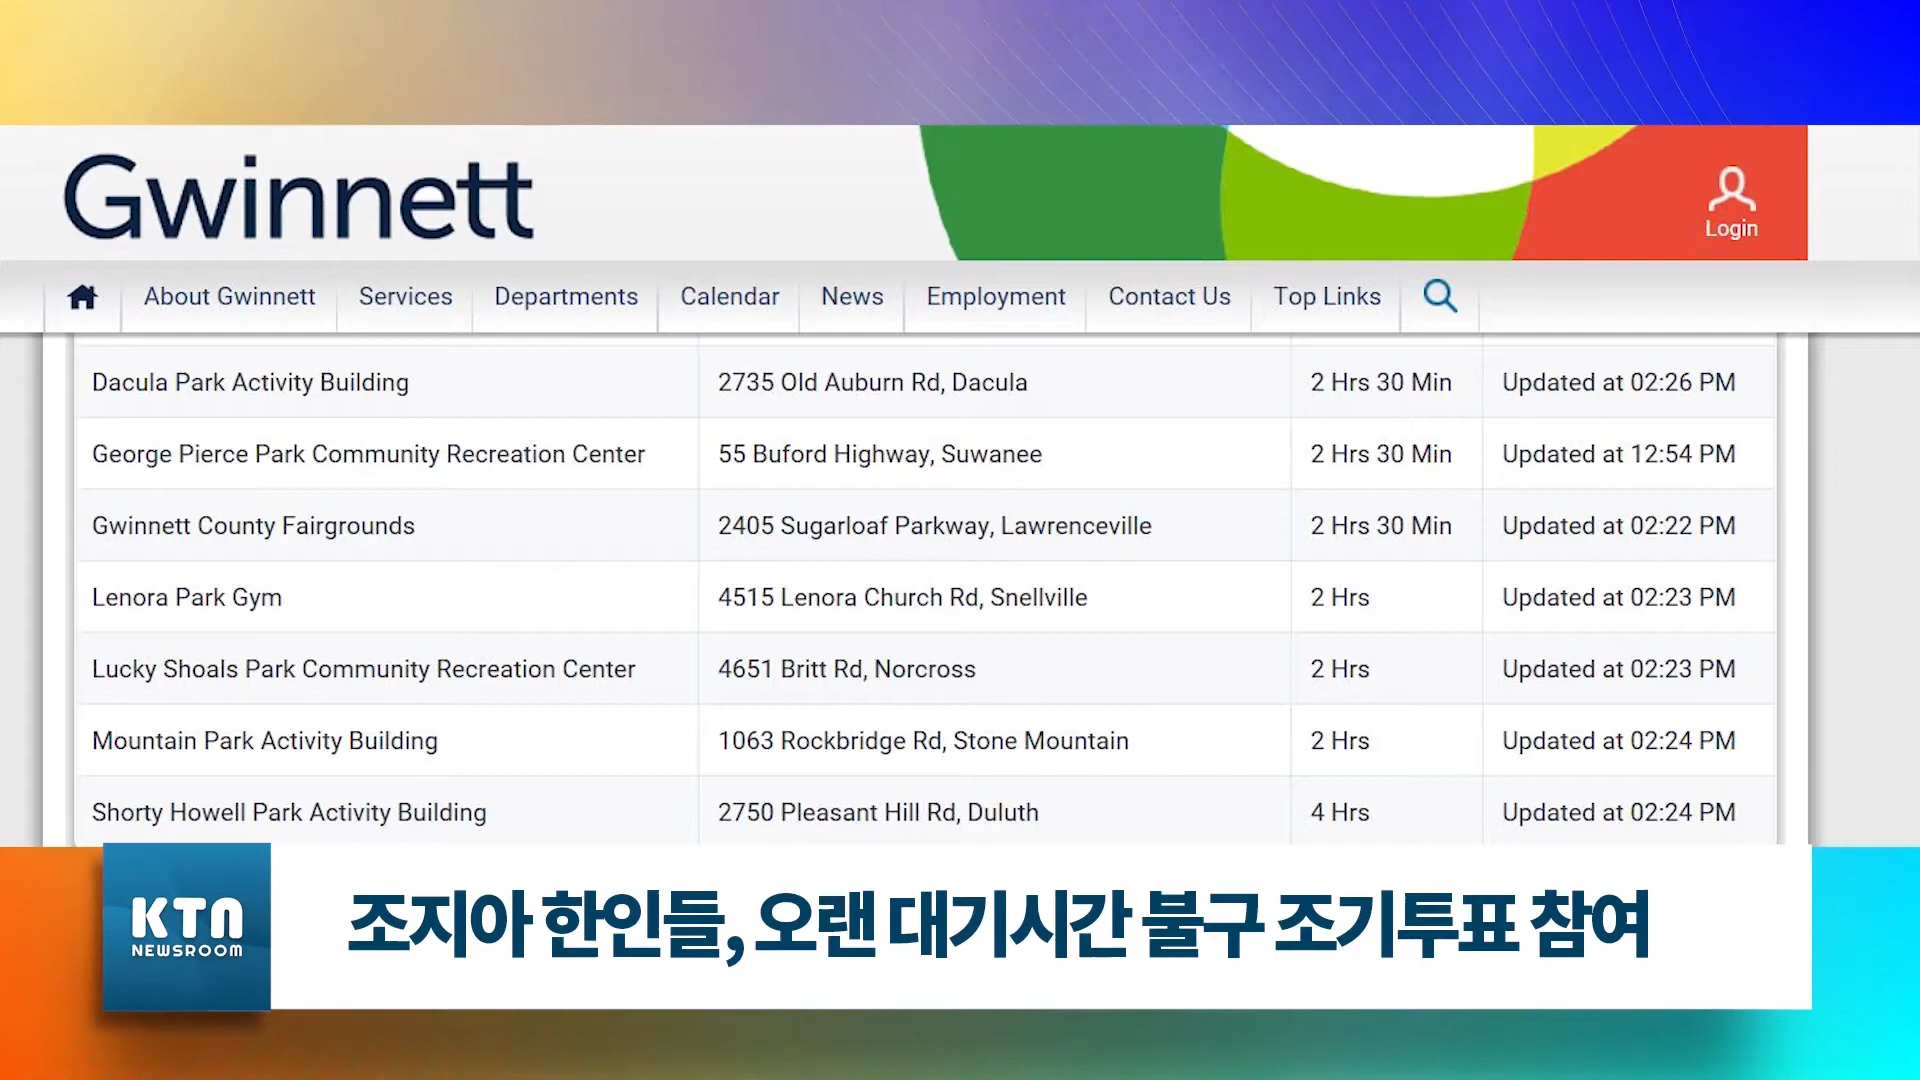 Gwinnett
Login
About Gwinnett Services Departments Calendar News Employment Contact Us Top Links
Dacula Park Activity Building 2735 Old Auburn Rd, Dacula 2 Hrs 30 Min Updated at 02:26 PM
George Pierce Park Community Recreation Center 55 Buford Highway, Suwanee 2 Hrs 30 Min Updated at 12:54 PM
Gwinnett County Fairgrounds 2405 Sugarloaf Parkway, Lawrenceville 2 Hrs 30 Min Updated at 02:22 PM
Lenora Park Gym 4515 Lenora Church Rd, Snellville 2 Hrs Updated at 02:23 PM
Lucky Shoals Park Community Recreation Center 4651 Britt Rd, Norcross 2 Hrs Updated at 02:23 PM
Mountain Park Activity Building 1063 Rockbridge Rd, Stone Mountain 2 Hrs Updated at 02:24 PM
Shorty Howell Park Activity Building 2750 Pleasant Hill Rd, Duluth 4 Hrs Updated at 02:24 PM
KTN
NEWSROOM
조지아 한인들, 오랜 대기시간 불구 조기투표 참여